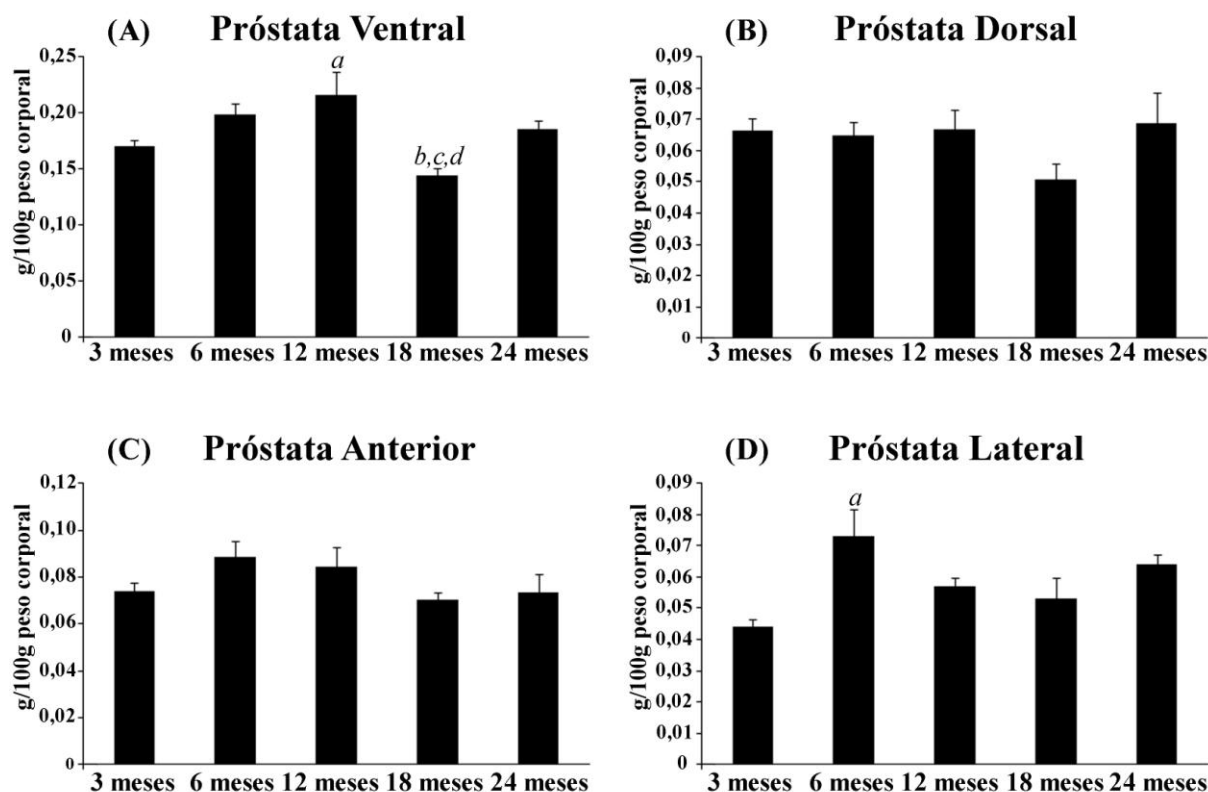 (A) Próstata Ventral
g/100g peso corporal
0,25
0,20
0,15
0,10
0,05
0
a
b,c,d
3 meses 6 meses 12 meses 18 meses 24 meses
(B) Próstata Dorsal
g/100g peso corporal
0,09
0,08
0,07
0,06
0,05
0,04
0,03
0,02
0,01
0
3 meses 6 meses 12 meses 18 meses 24 meses
(C) Próstata Anterior
g/100g peso corporal
0,12
0,10
0,08
0,06
0,04
0,02
0
3 meses 6 meses 12 meses 18 meses 24 meses
(D) Próstata Lateral
g/100g peso corporal
0,09
0,08
0,07
0,06
0,05
0,04
0,03
0,02
0,01
0
a
3 meses 6 meses 12 meses 18 meses 24 meses